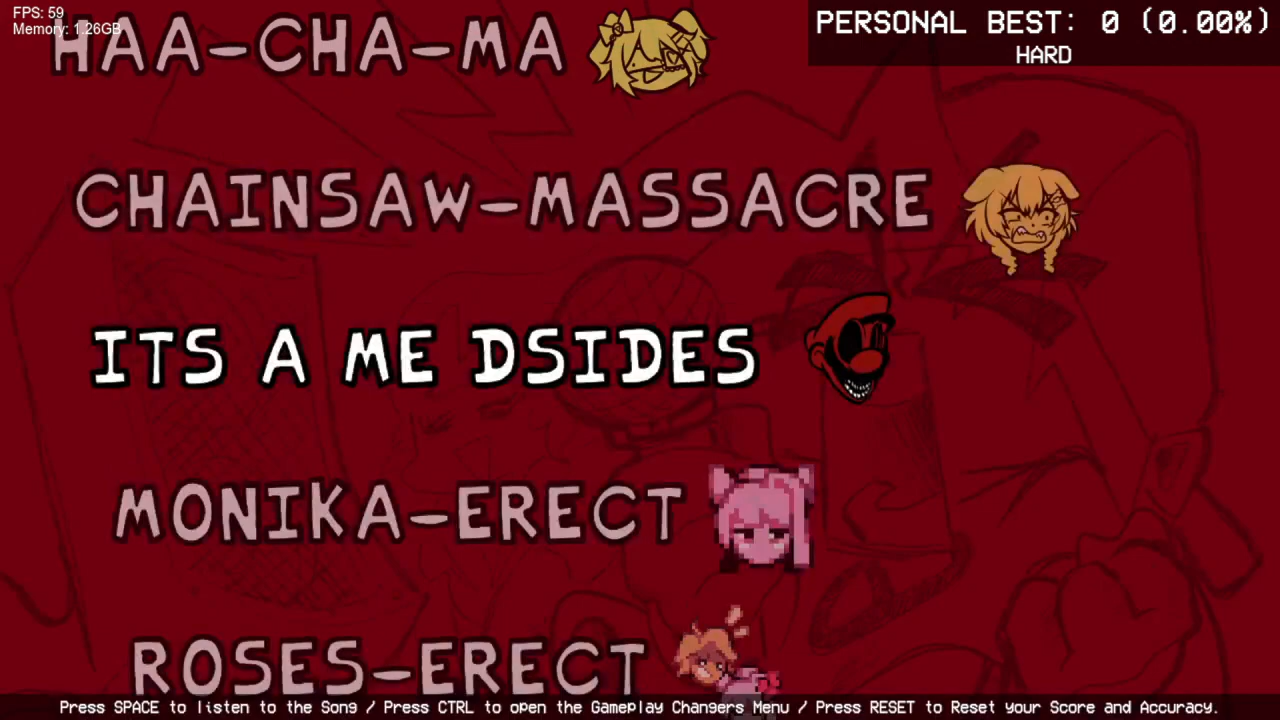 FPS: 59
Memory: 1.26GB
PERSONAL BEST: 0 (0.00%)
HARD
HAA-CHA-MA
CHAINSAW-MASSACRE
ITS A ME DSIDES
MONIKA-ERECT
ROSES-ERECT
Press SPACE to listen to the Song / Press CTRL to open the Gameplay Changers Menu / Press RESET to Reset your Score and Accuracy.